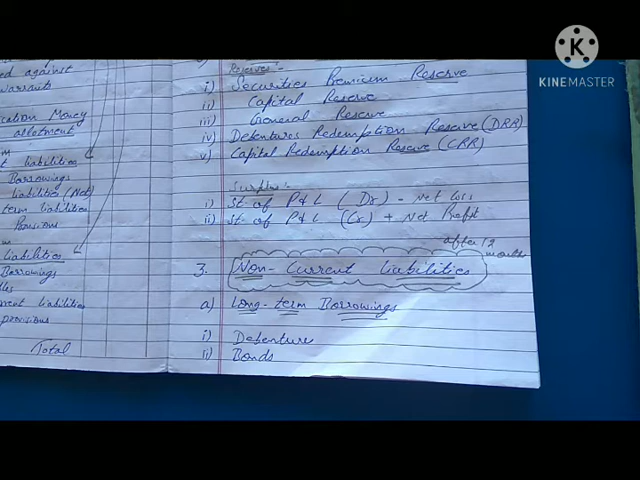 ed against
warrants
cation Money
allotment
t liabilities
Borrowings
liabilities (Net)
term liabilities
Provisions
liabilities
Borrowings
rent liabilities
provisions
Total
Reserves :-
i) Securities Premium Reserve
ii) Capital Reserve
iii) General Reserve
iv) Debentures Redemption Reserve (DRR)
v) Capital Redemption Reserve (CRR)
Surplus :-
i) St. of P & L (Dr) - Net loss
ii) St. of P & L (Cr) + Net Profit
after 12
months
3. Non-Current Liabilities
a) Long-term Borrowings
i) Debenture
ii) Bonds
K
KINEMASTER